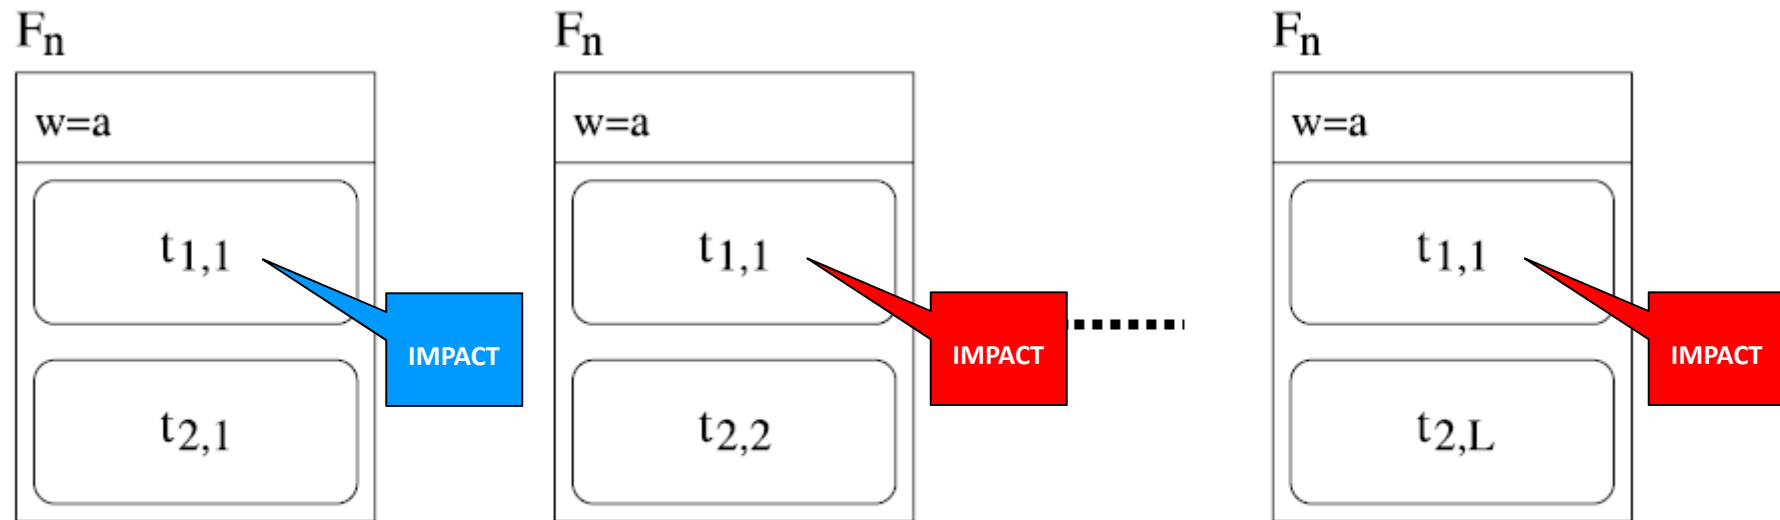 Fn
w=a
t1,1
IMPACT
t2,1
Fn
w=a
t1,1
IMPACT
t2,2
Fn
w=a
t1,1
IMPACT
t2,L